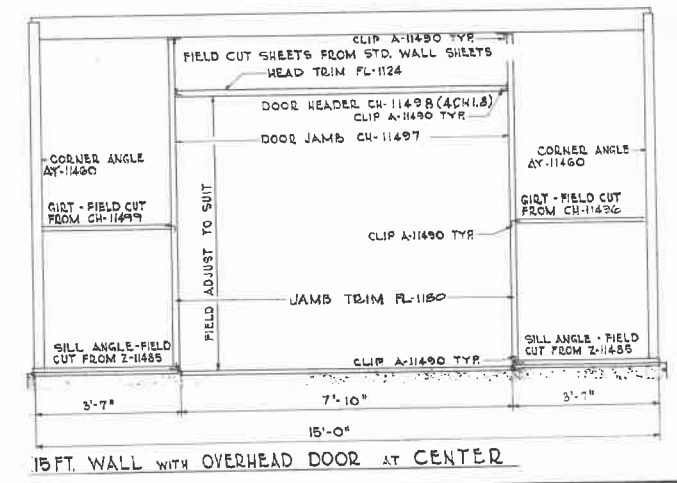 CLIP A-11490 TYP.
FIELD CUT SHEETS FROM STD. WALL SHEETS
HEAD TRIM FL-1124
DOOR HEADER CH-11498 (4CH1.8)
CLIP A-11490 TYP.
DOOR JAMB CH-11497
CORNER ANGLE
AY-11460
CORNER ANGLE
AY-11460
GIRT - FIELD CUT
FROM CH-11499
GIRT - FIELD CUT
FROM CH-11496
FIELD ADJUST TO SUIT
CLIP A-11490 TYP.
JAMB TRIM FL-1150
SILL ANGLE-FIELD
CUT FROM Z-11485
CLIP A-11490 TYP.
SILL ANGLE - FIELD
CUT FROM Z-11485
3'-7"
7'-10"
3'-7"
15'-0"
15 FT. WALL WITH OVERHEAD DOOR AT CENTER